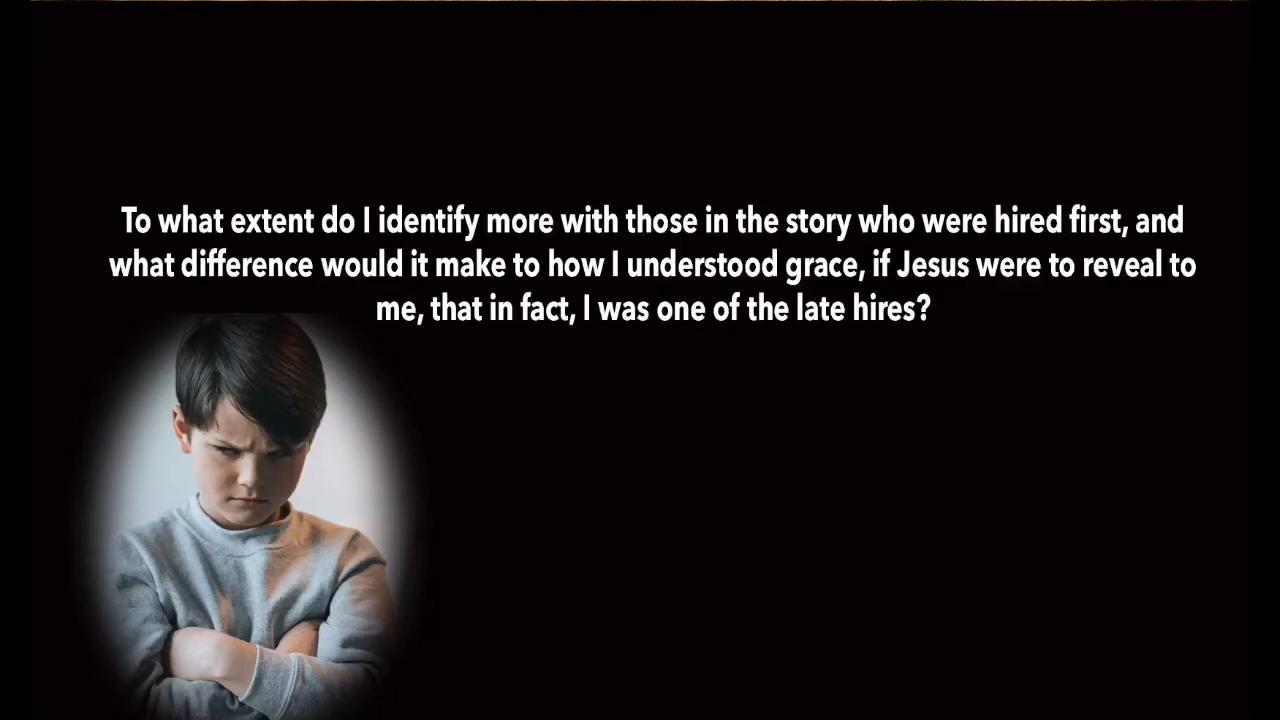 To what extent do I identify more with those in the story who were hired first, and
what difference would it make to how I understood grace, if Jesus were to reveal to
me, that in fact, I was one of the late hires?